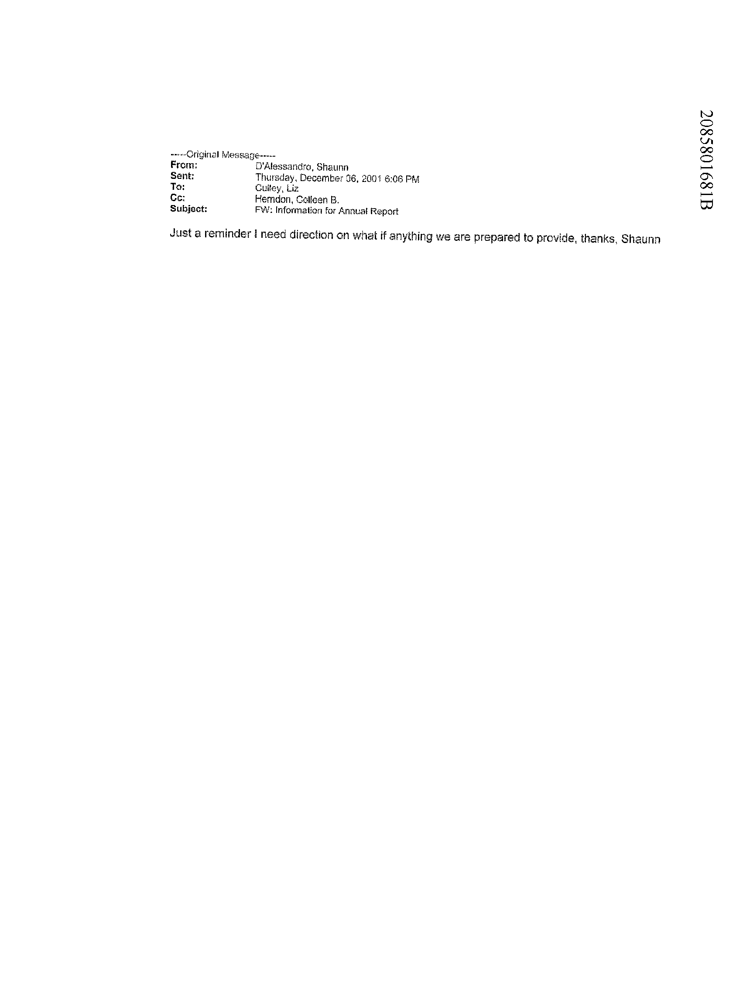 -----Original Message-----
From: D'Alessandro, Shaunn
Sent: Thursday, December 06, 2001 6:06 PM
To: Culley, Liz
Cc: Herndon, Colleen B.
Subject: FW: Information for Annual Report
Just a reminder I need direction on what if anything we are prepared to provide, thanks, Shaunn
2085801681B